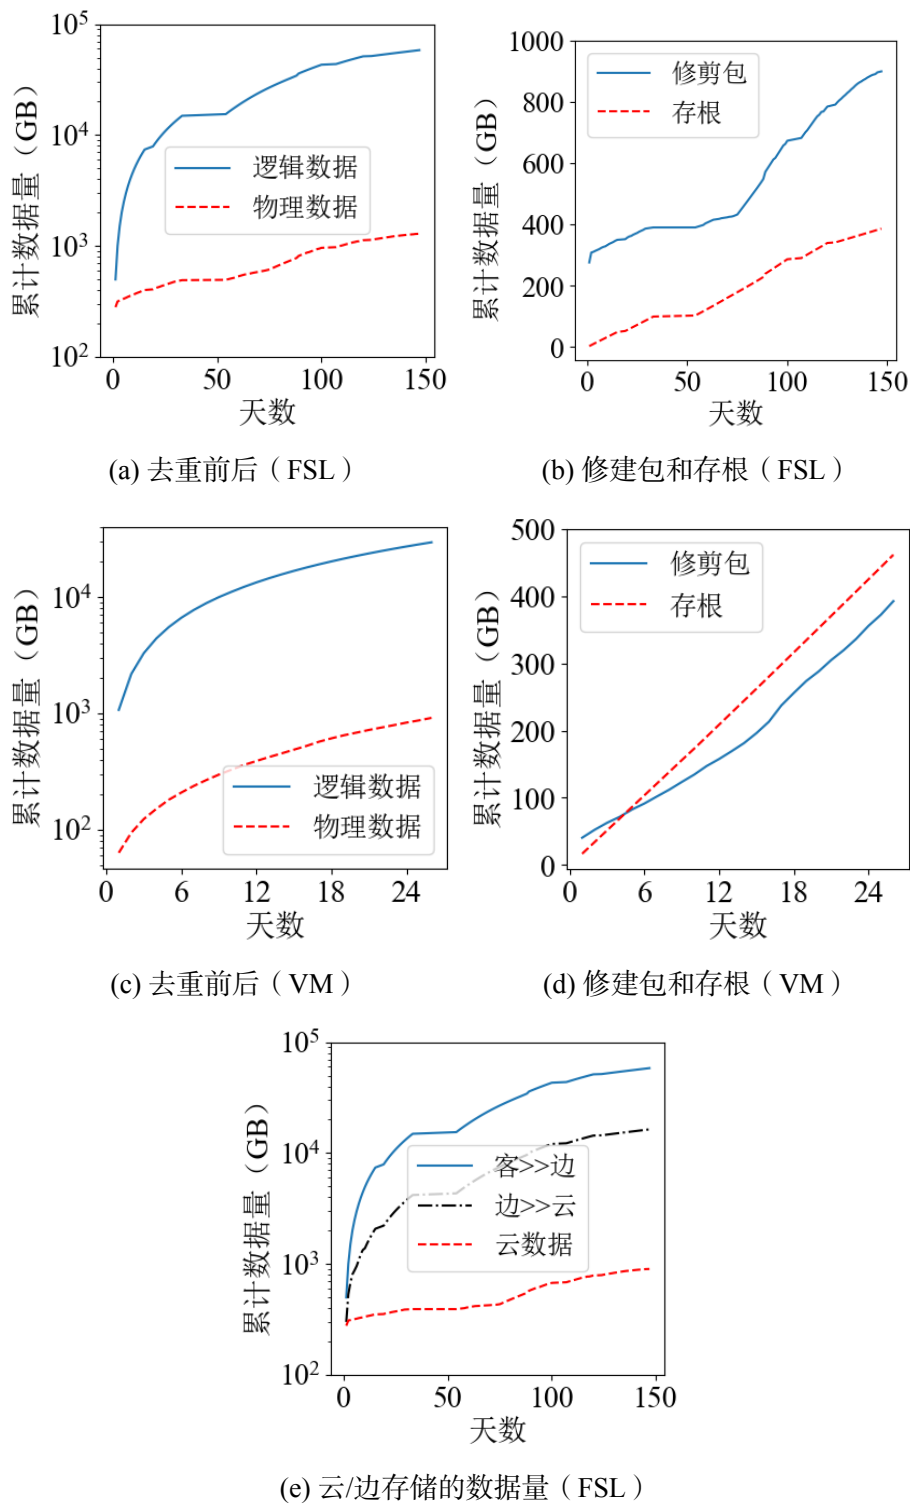 累计数据量（GB）
10^5
10^4
10^3
10^2
逻辑数据
物理数据
0 50 100 150
天数
(a) 去重前后（FSL）
累计数据量（GB）
1000
800
600
400
200
0
修剪包
存根
0 50 100 150
天数
(b) 修建包和存根（FSL）
累计数据量（GB）
10^4
10^3
10^2
逻辑数据
物理数据
0 6 12 18 24
天数
(c) 去重前后（VM）
累计数据量（GB）
500
400
300
200
100
0
修剪包
存根
0 6 12 18 24
天数
(d) 修建包和存根（VM）
累计数据量（GB）
10^5
10^4
10^3
10^2
客>>边
边>>云
云数据
0 50 100 150
天数
(e) 云/边存储的数据量（FSL）